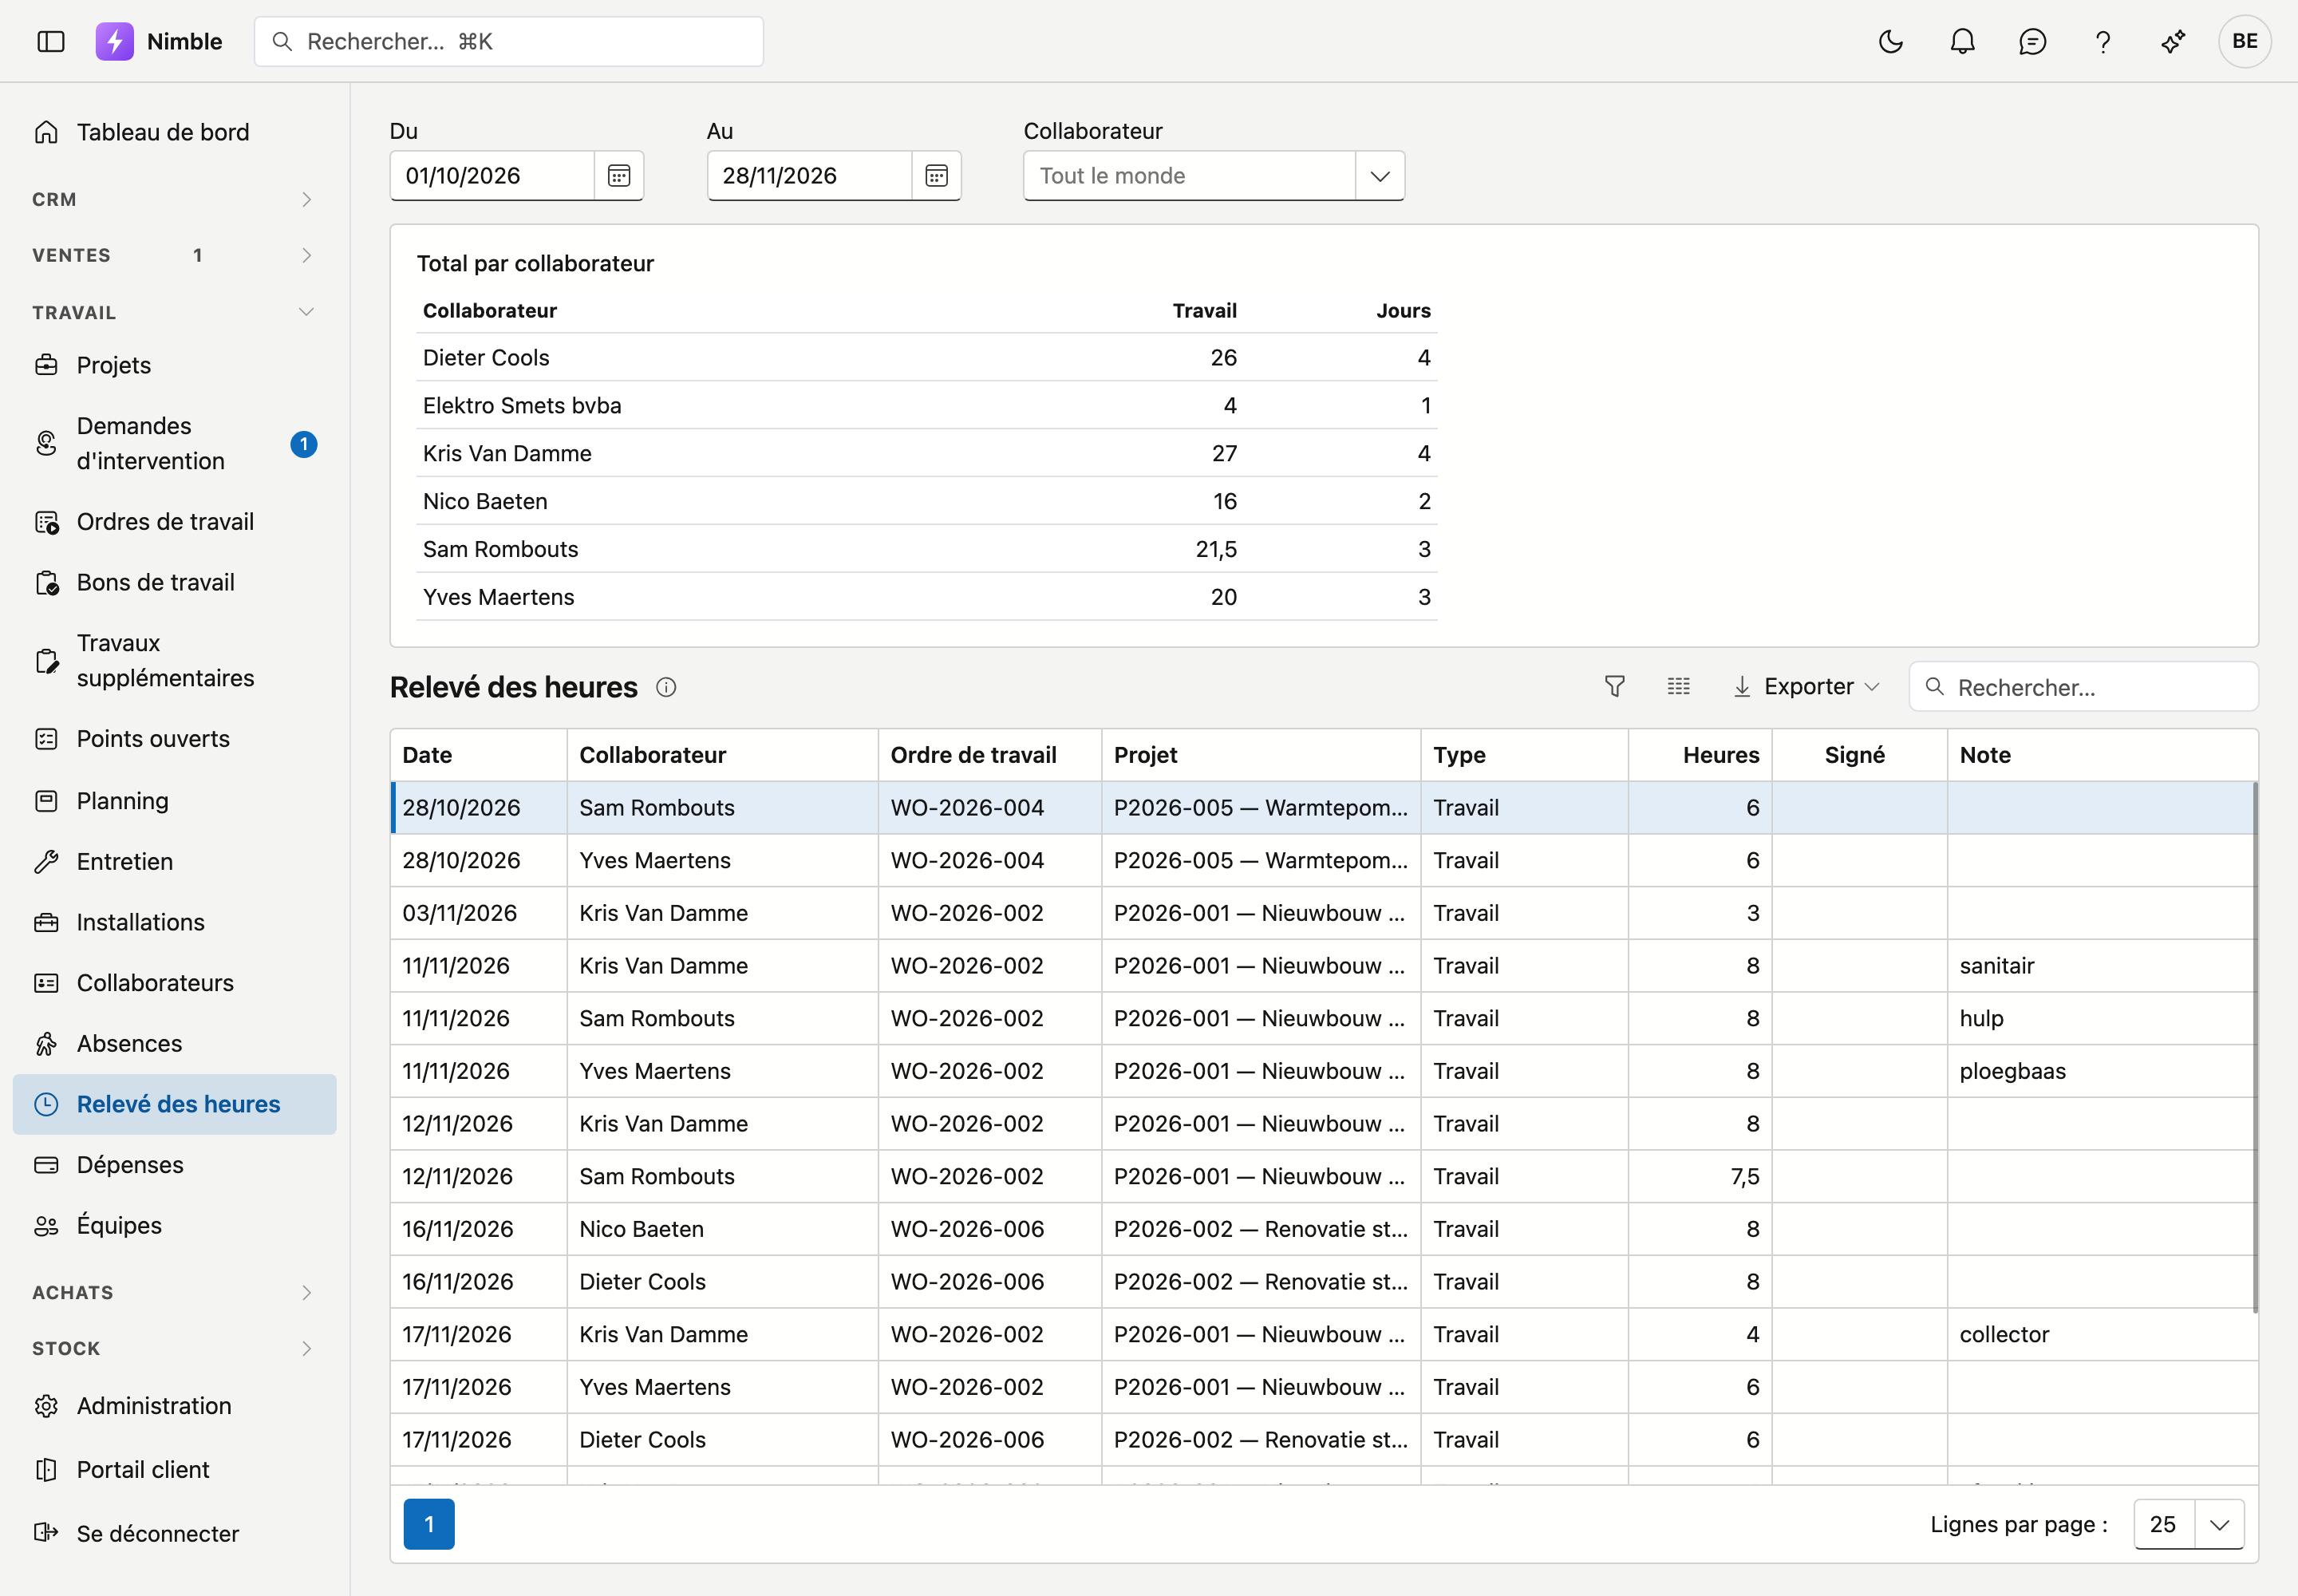 Nimble
Rechercher... ⌘K
BE
Tableau de bord
CRM
VENTES 1
TRAVAIL
Projets
Demandes
d'intervention
1
Ordres de travail
Bons de travail
Travaux
supplémentaires
Points ouverts
Planning
Entretien
Installations
Collaborateurs
Absences
Relevé des heures
Dépenses
Équipes
ACHATS
STOCK
Administration
Portail client
Se déconnecter
Du Au Collaborateur
01/10/2026 28/11/2026 Tout le monde
Total par collaborateur
Collaborateur Travail Jours
Dieter Cools 26 4
Elektro Smets bvba 4 1
Kris Van Damme 27 4
Nico Baeten 16 2
Sam Rombouts 21,5 3
Yves Maertens 20 3
Relevé des heures
Exporter
Rechercher...
Date Collaborateur Ordre de travail Projet Type Heures Signé Note
28/10/2026 Sam Rombouts WO-2026-004 P2026-005 — Warmtepom... Travail 6
28/10/2026 Yves Maertens WO-2026-004 P2026-005 — Warmtepom... Travail 6
03/11/2026 Kris Van Damme WO-2026-002 P2026-001 — Nieuwbouw ... Travail 3
11/11/2026 Kris Van Damme WO-2026-002 P2026-001 — Nieuwbouw ... Travail 8 sanitair
11/11/2026 Sam Rombouts WO-2026-002 P2026-001 — Nieuwbouw ... Travail 8 hulp
11/11/2026 Yves Maertens WO-2026-002 P2026-001 — Nieuwbouw ... Travail 8 ploegbaas
12/11/2026 Kris Van Damme WO-2026-002 P2026-001 — Nieuwbouw ... Travail 8
12/11/2026 Sam Rombouts WO-2026-002 P2026-001 — Nieuwbouw ... Travail 7,5
16/11/2026 Nico Baeten WO-2026-006 P2026-002 — Renovatie st... Travail 8
16/11/2026 Dieter Cools WO-2026-006 P2026-002 — Renovatie st... Travail 8
17/11/2026 Kris Van Damme WO-2026-002 P2026-001 — Nieuwbouw ... Travail 4 collector
17/11/2026 Yves Maertens WO-2026-002 P2026-001 — Nieuwbouw ... Travail 6
17/11/2026 Dieter Cools WO-2026-006 P2026-002 — Renovatie st... Travail 6
1
Lignes par page : 25